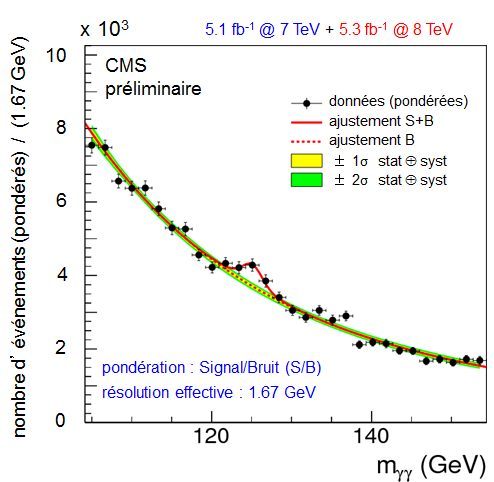 5.1 fb⁻¹ @ 7 TeV + 5.3 fb⁻¹ @ 8 TeV
x 10³
CMS
préliminaire
données (pondérées)
ajustement S+B
ajustement B
± 1σ stat ⊕ syst
± 2σ stat ⊕ syst
nombre d' événements (pondérés) / (1.67 GeV)
10
8
6
4
2
0
pondération : Signal/Bruit (S/B)
résolution effective : 1.67 GeV
120
140
mγγ (GeV)